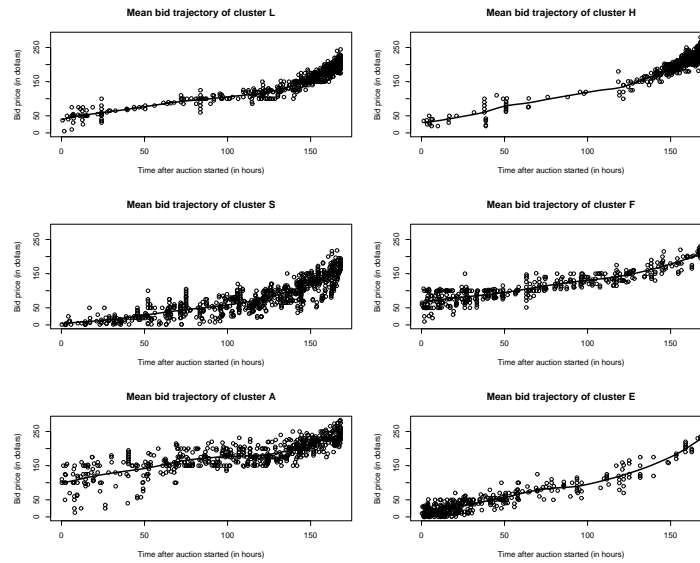 Mean bid trajectory of cluster L
Bid price (in dollars)
0 50 150 250
0 50 100 150
Time after auction started (in hours)
Mean bid trajectory of cluster H
Bid price (in dollars)
0 50 150 250
0 50 100 150
Time after auction started (in hours)
Mean bid trajectory of cluster S
Bid price (in dollars)
0 50 150 250
0 50 100 150
Time after auction started (in hours)
Mean bid trajectory of cluster F
Bid price (in dollars)
0 50 150 250
0 50 100 150
Time after auction started (in hours)
Mean bid trajectory of cluster A
Bid price (in dollars)
0 50 150 250
0 50 100 150
Time after auction started (in hours)
Mean bid trajectory of cluster E
Bid price (in dollars)
0 50 150 250
0 50 100 150
Time after auction started (in hours)